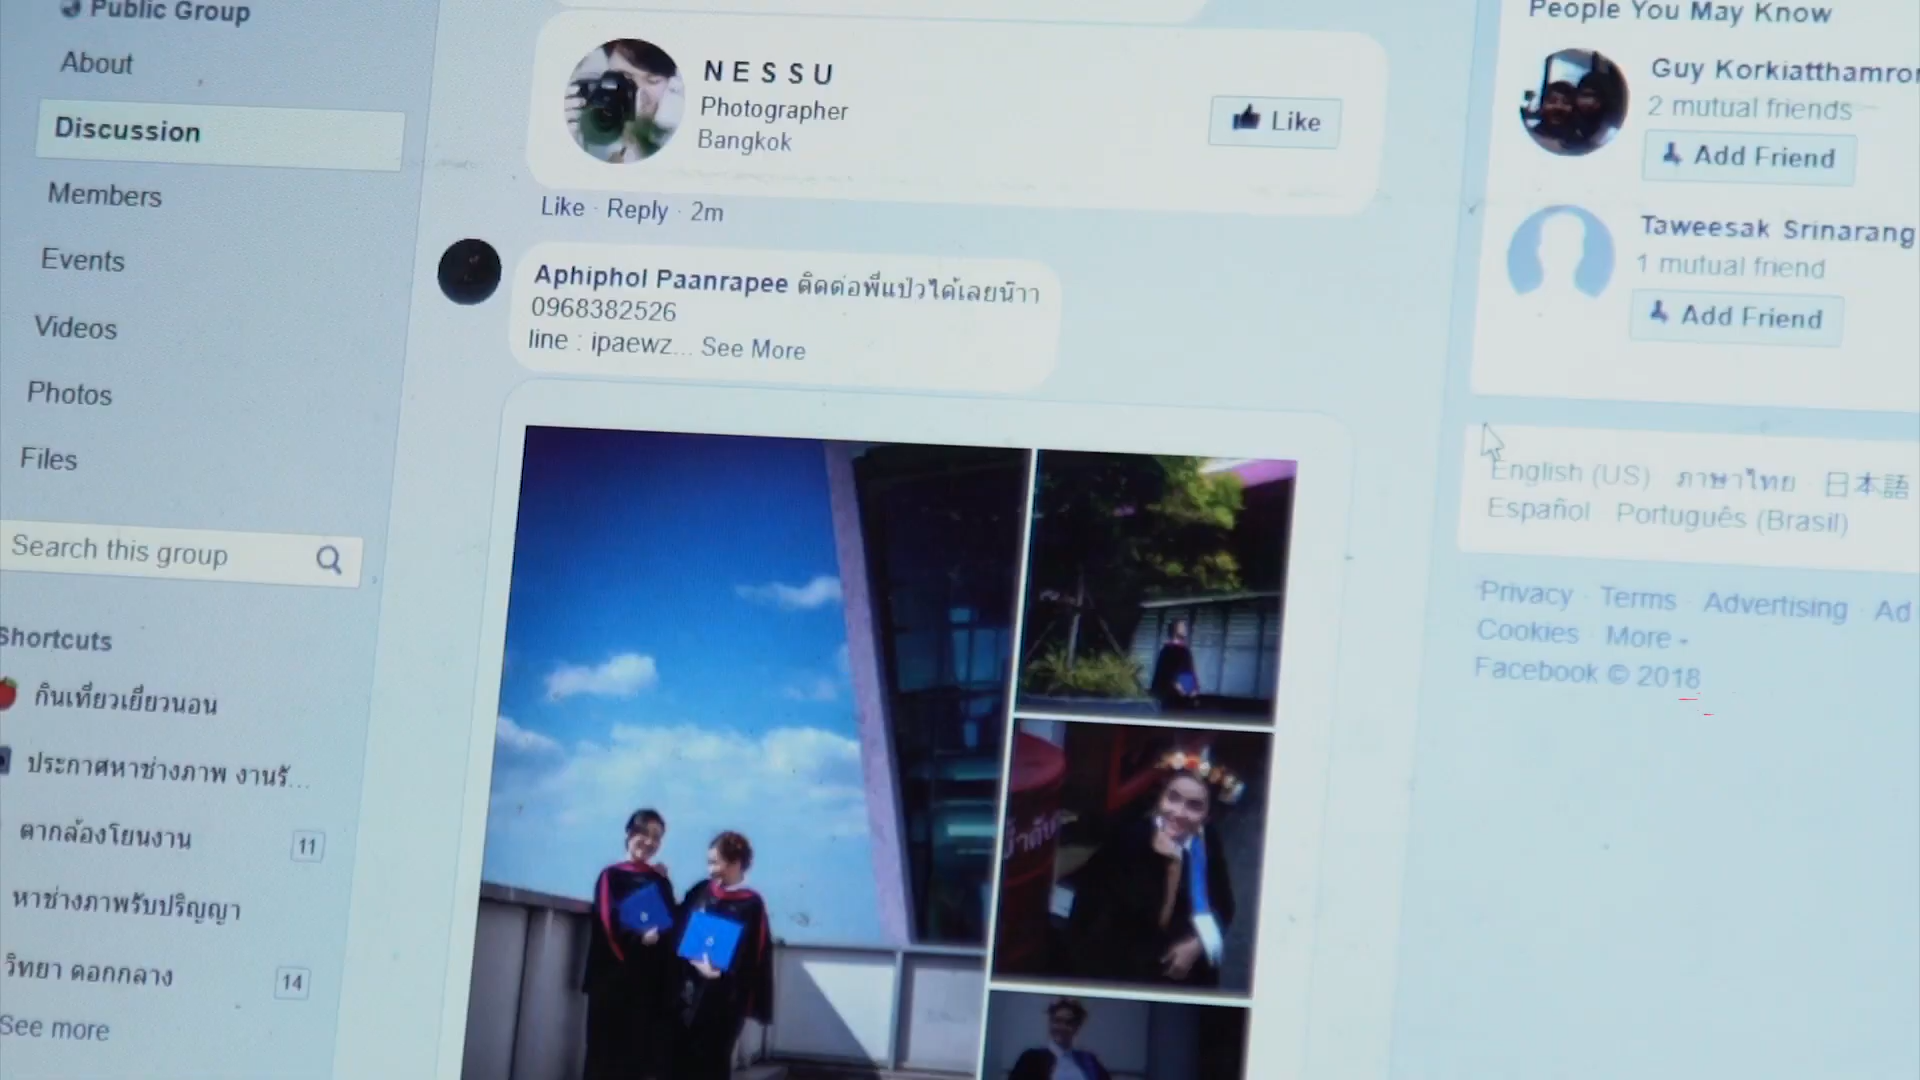 Public Group
About
Discussion
Members
Events
Videos
Photos
Files
Search this group
Shortcuts
กินเที่ยวเยี่ยวนอน
ประกาศหาช่างภาพ งานรั...
ตากล้องโยนงาน 11
หาช่างภาพรับปริญญา
วิทยา ดอกกลาง 14
See more
N E S S U
Photographer
Bangkok
Like
Like · Reply · 2m
Aphiphol Paanrapee ติดต่อพี่แป๋วได้เลยน้าา
0968382526
line : ipaewz... See More
People You May Know
Guy Korkiatthamron
2 mutual friends
Add Friend
Taweesak Srinarang
1 mutual friend
Add Friend
English (US) · ภาษาไทย · 日本語
Español · Português (Brasil)
Privacy · Terms · Advertising · Ad
Cookies · More
Facebook © 2018